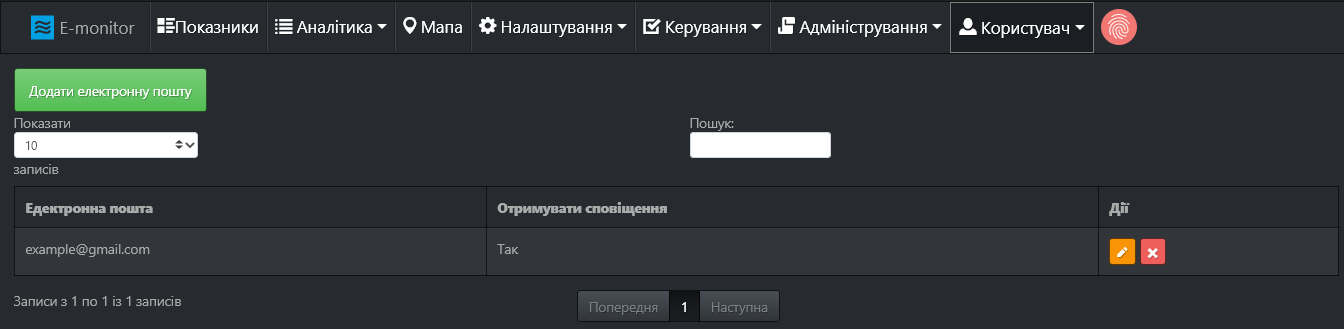 E-monitor Показники Аналітика Мапа Налаштування Керування Адміністрування Користувач
Додати електронну пошту
Показати
10
записів
Пошук:
Едектронна пошта Отримувати сповіщення Дії
example@gmail.com Так
Записи з 1 по 1 із 1 записів
Попередня 1 Наступна